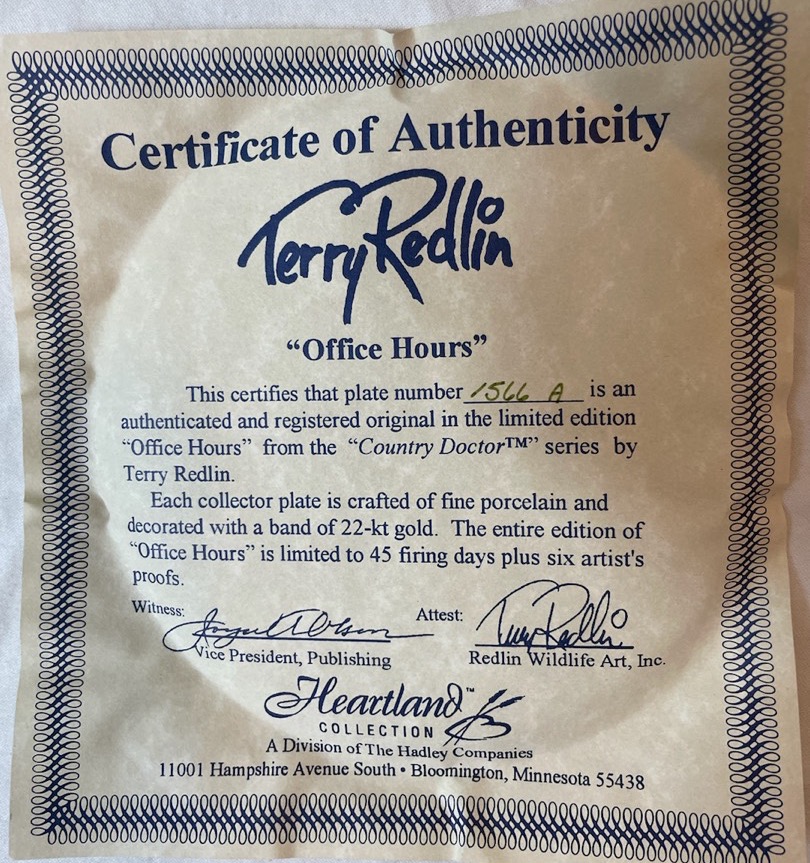 Certificate of Authenticity
Terry Redlin
“Office Hours”
This certifies that plate number 1566 A is an
authenticated and registered original in the limited edition
“Office Hours” from the “Country Doctor™” series by
Terry Redlin.
Each collector plate is crafted of fine porcelain and
decorated with a band of 22-kt gold. The entire edition of
“Office Hours” is limited to 45 firing days plus six artist's
proofs.
Witness: Attest: Terry Redlin
Vice President, Publishing Redlin Wildlife Art, Inc.
Heartland™
COLLECTION
A Division of The Hadley Companies
11001 Hampshire Avenue South • Bloomington, Minnesota 55438